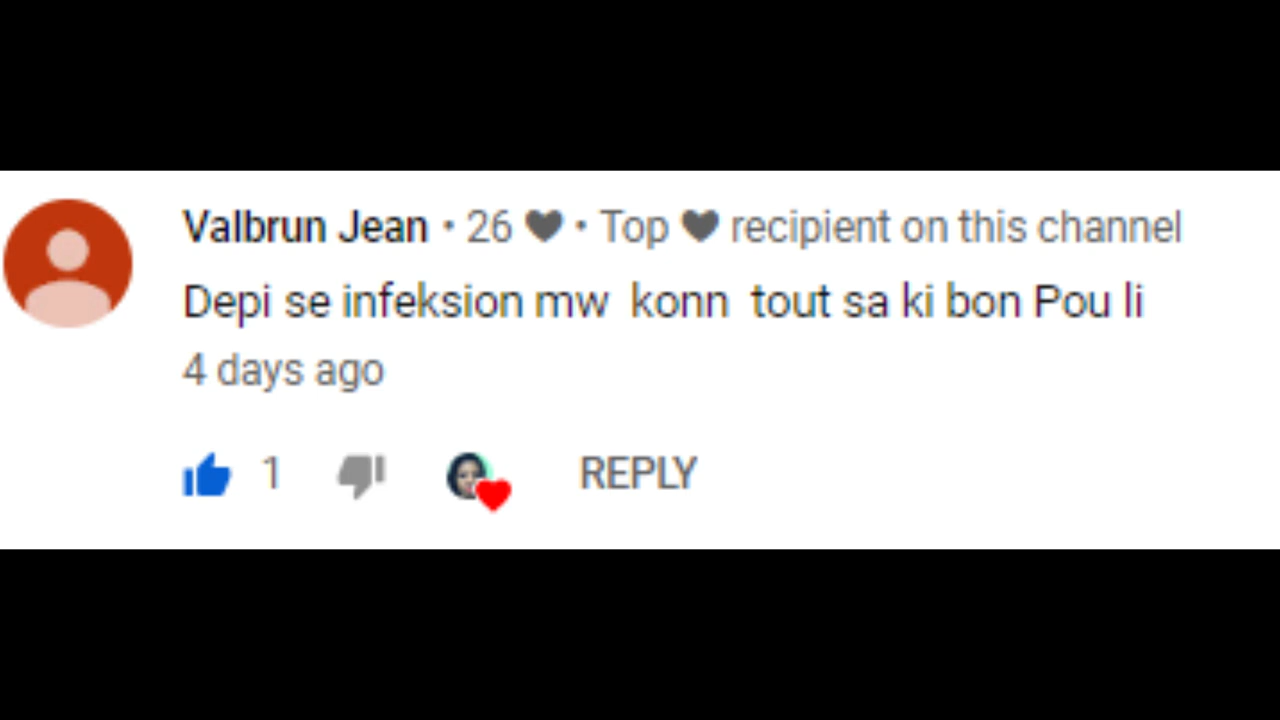 Valbrun Jean • 26 🖤 • Top 🖤 recipient on this channel
Depi se infeksion mw  konn  tout sa ki bon Pou li
4 days ago
1 REPLY